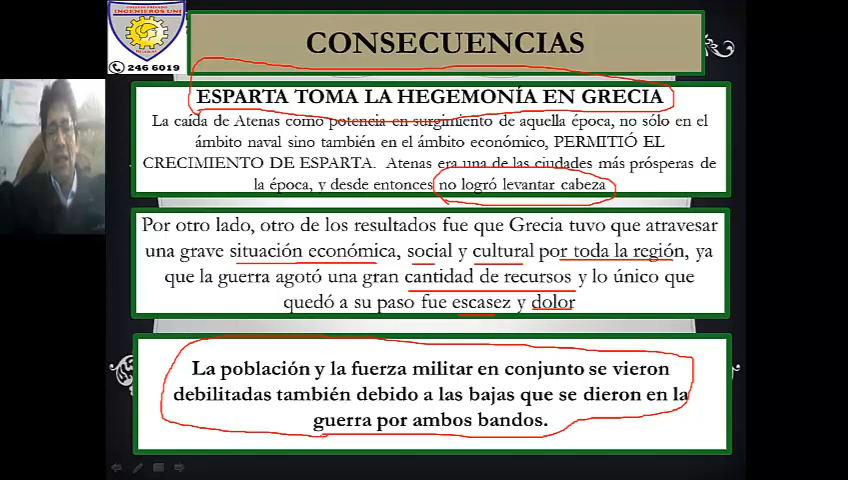 INGENIEROS UNI
246 6019
CONSECUENCIAS
ESPARTA TOMA LA HEGEMONÍA EN GRECIA
La caída de Atenas como potencia en surgimiento de aquella época, no sólo en el
ámbito naval sino también en el ámbito económico, PERMITIÓ EL
CRECIMIENTO DE ESPARTA. Atenas era una de las ciudades más prósperas de
la época, y desde entonces no logró levantar cabeza
Por otro lado, otro de los resultados fue que Grecia tuvo que atravesar
una grave situación económica, social y cultural por toda la región, ya
que la guerra agotó una gran cantidad de recursos y lo único que
quedó a su paso fue escasez y dolor
La población y la fuerza militar en conjunto se vieron
debilitadas también debido a las bajas que se dieron en la
guerra por ambos bandos.